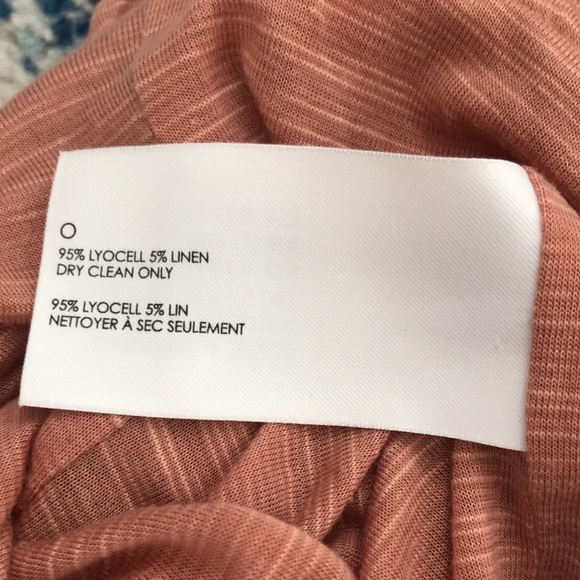 95% LYOCELL 5% LINEN
DRY CLEAN ONLY
95% LYOCELL 5% LIN
NETTOYER À SEC SEULEMENT